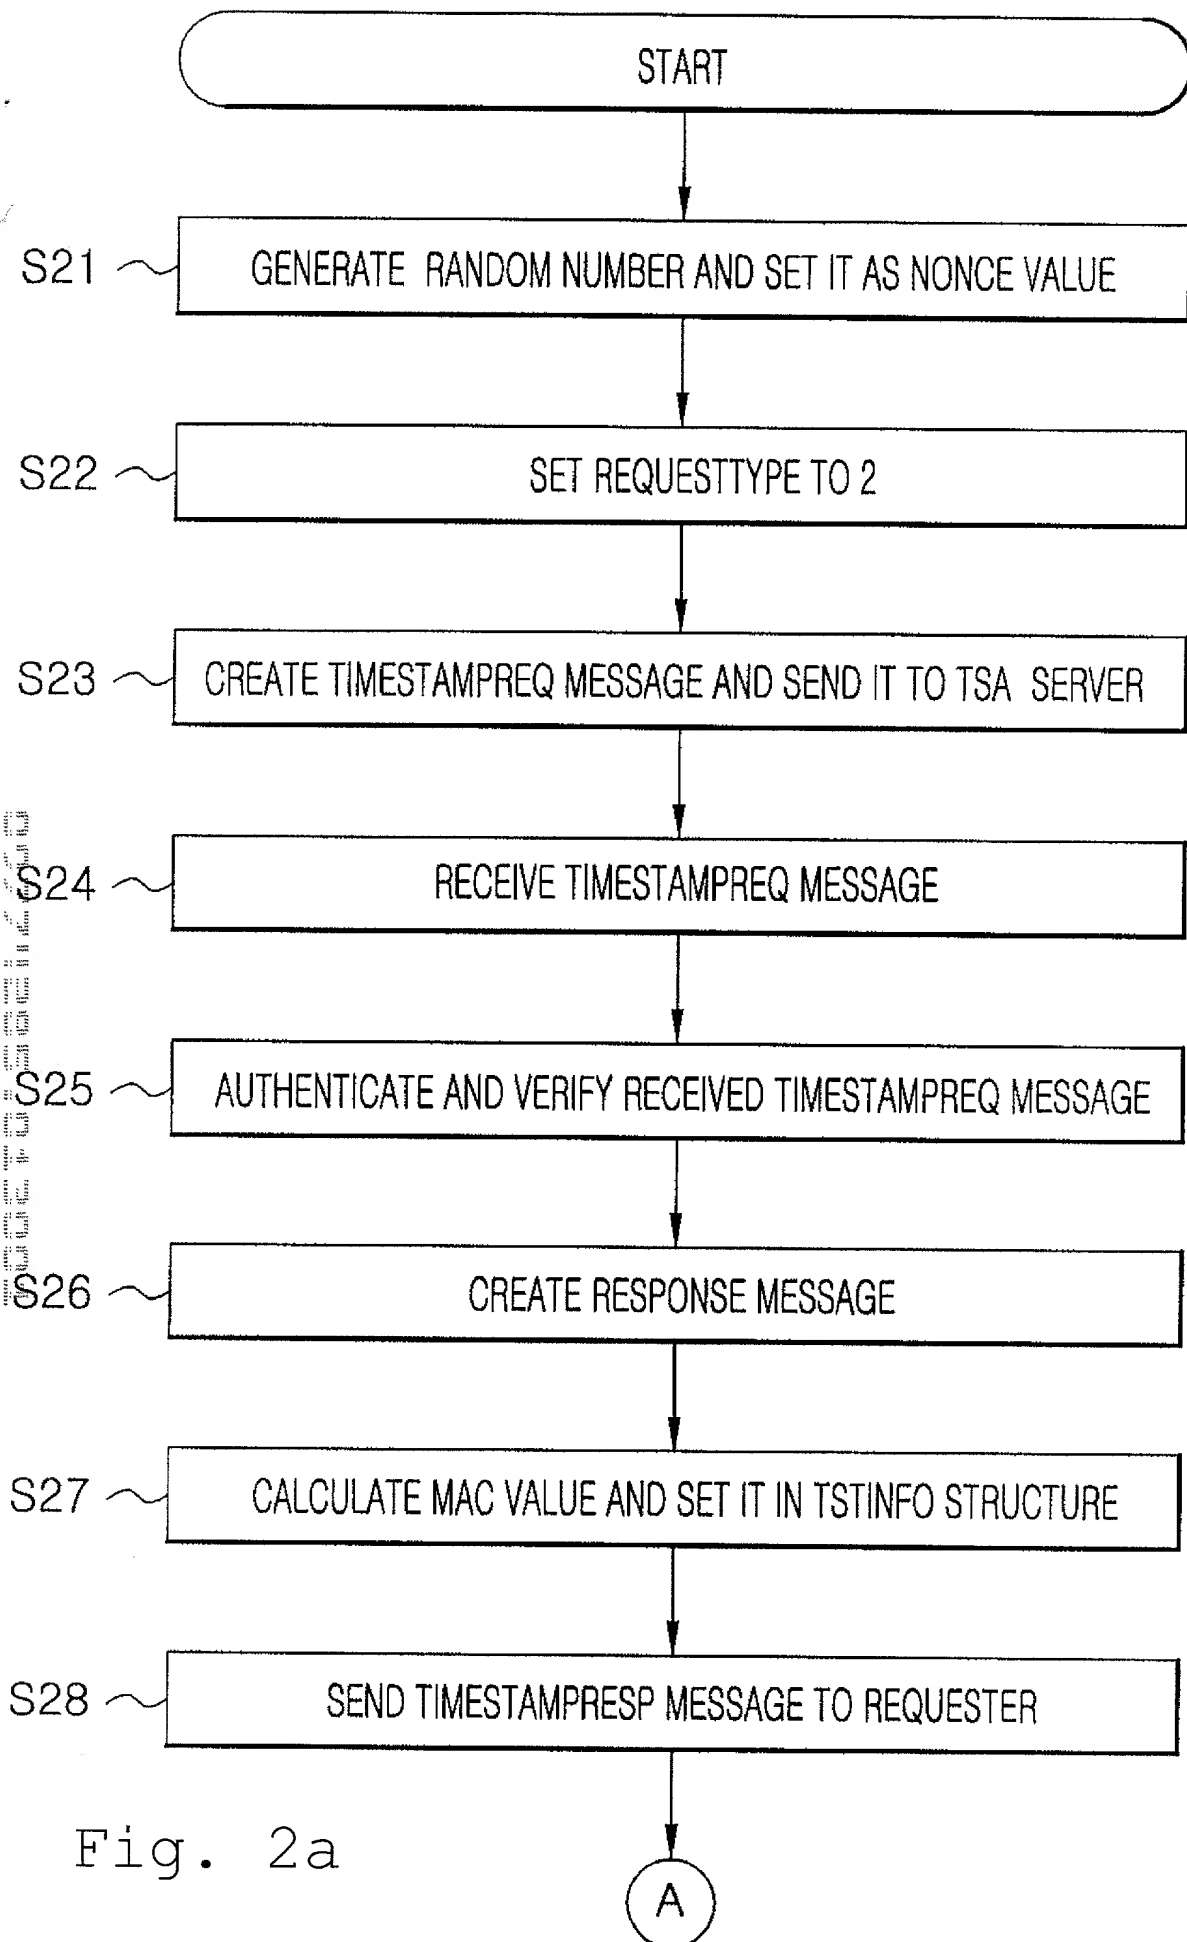 START
S21 GENERATE RANDOM NUMBER AND SET IT AS NONCE VALUE
S22 SET REQUESTTYPE TO 2
S23 CREATE TIMESTAMPREQ MESSAGE AND SEND IT TO TSA SERVER
S24 RECEIVE TIMESTAMPREQ MESSAGE
S25 AUTHENTICATE AND VERIFY RECEIVED TIMESTAMPREQ MESSAGE
S26 CREATE RESPONSE MESSAGE
S27 CALCULATE MAC VALUE AND SET IT IN TSTINFO STRUCTURE
S28 SEND TIMESTAMPRESP MESSAGE TO REQUESTER
Fig. 2a
A